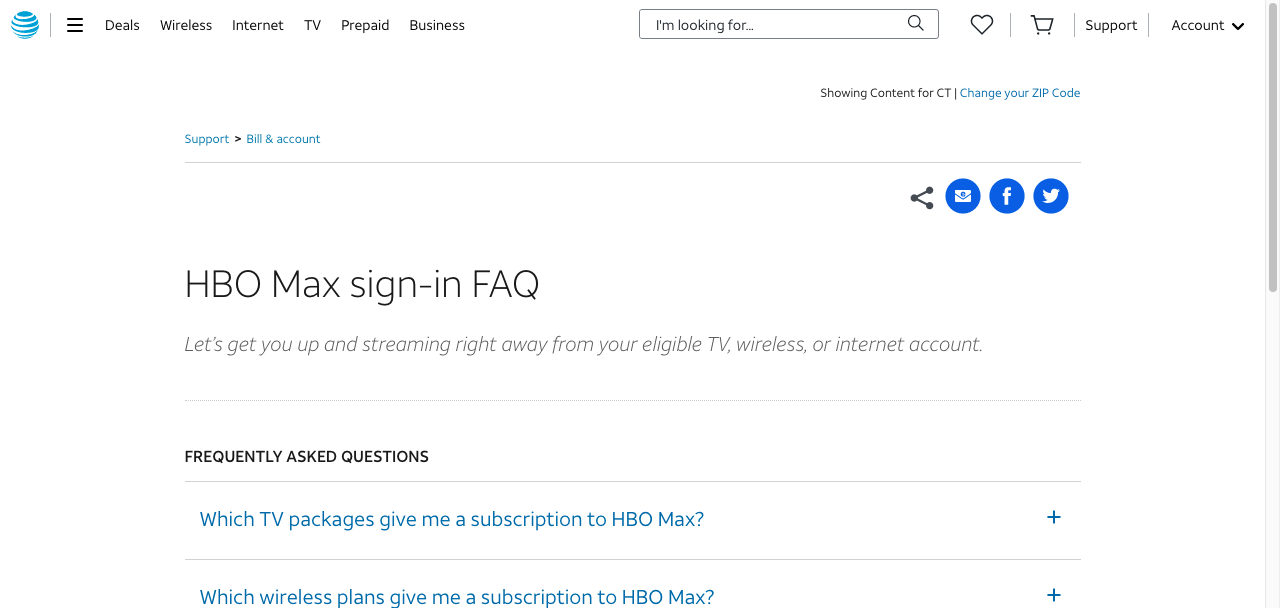 Deals Wireless Internet TV Prepaid Business I'm looking for... Support Account
Showing Content for CT | Change your ZIP Code
Support > Bill & account
HBO Max sign-in FAQ
Let's get you up and streaming right away from your eligible TV, wireless, or internet account.
FREQUENTLY ASKED QUESTIONS
Which TV packages give me a subscription to HBO Max? +
Which wireless plans give me a subscription to HBO Max? +